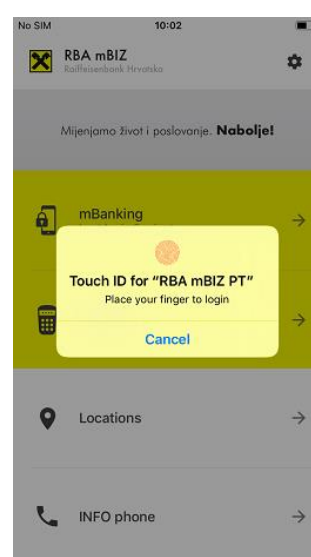 No SIM 10:02
RBA mBIZ
Raiffeisenbank Hrvatska
Mijenjamo život i poslovanje. Nabolje!
mBanking
Touch ID for “RBA mBIZ PT”
Place your finger to login
Cancel
Locations
INFO phone